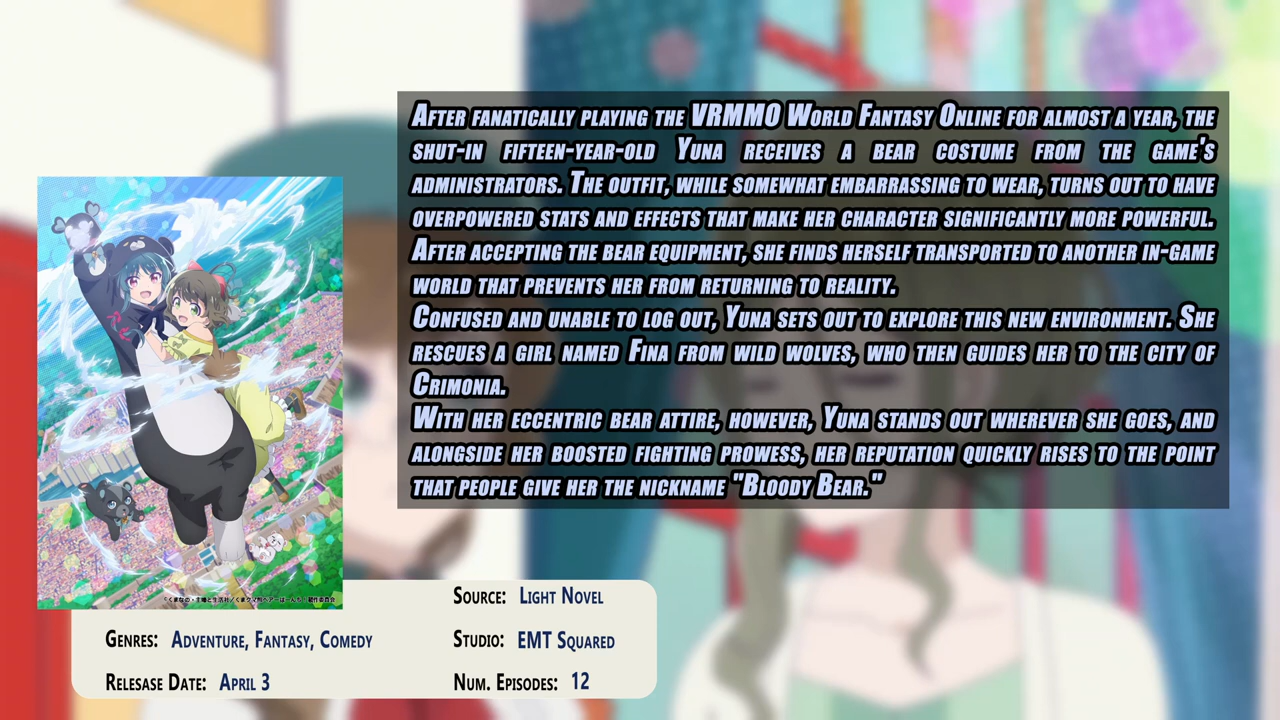 After fanatically playing the VRMMO World Fantasy Online for almost a year, the
shut-in fifteen-year-old Yuna receives a bear costume from the game's
administrators. The outfit, while somewhat embarrassing to wear, turns out to have
overpowered stats and effects that make her character significantly more powerful.
After accepting the bear equipment, she finds herself transported to another in-game
world that prevents her from returning to reality.
Confused and unable to log out, Yuna sets out to explore this new environment. She
rescues a girl named Fina from wild wolves, who then guides her to the city of
Crimonia.
With her eccentric bear attire, however, Yuna stands out wherever she goes, and
alongside her boosted fighting prowess, her reputation quickly rises to the point
that people give her the nickname "Bloody Bear."
Source: Light Novel
Genres: Adventure, Fantasy, Comedy
Studio: EMT Squared
Relesase Date: April 3
Num. Episodes: 12